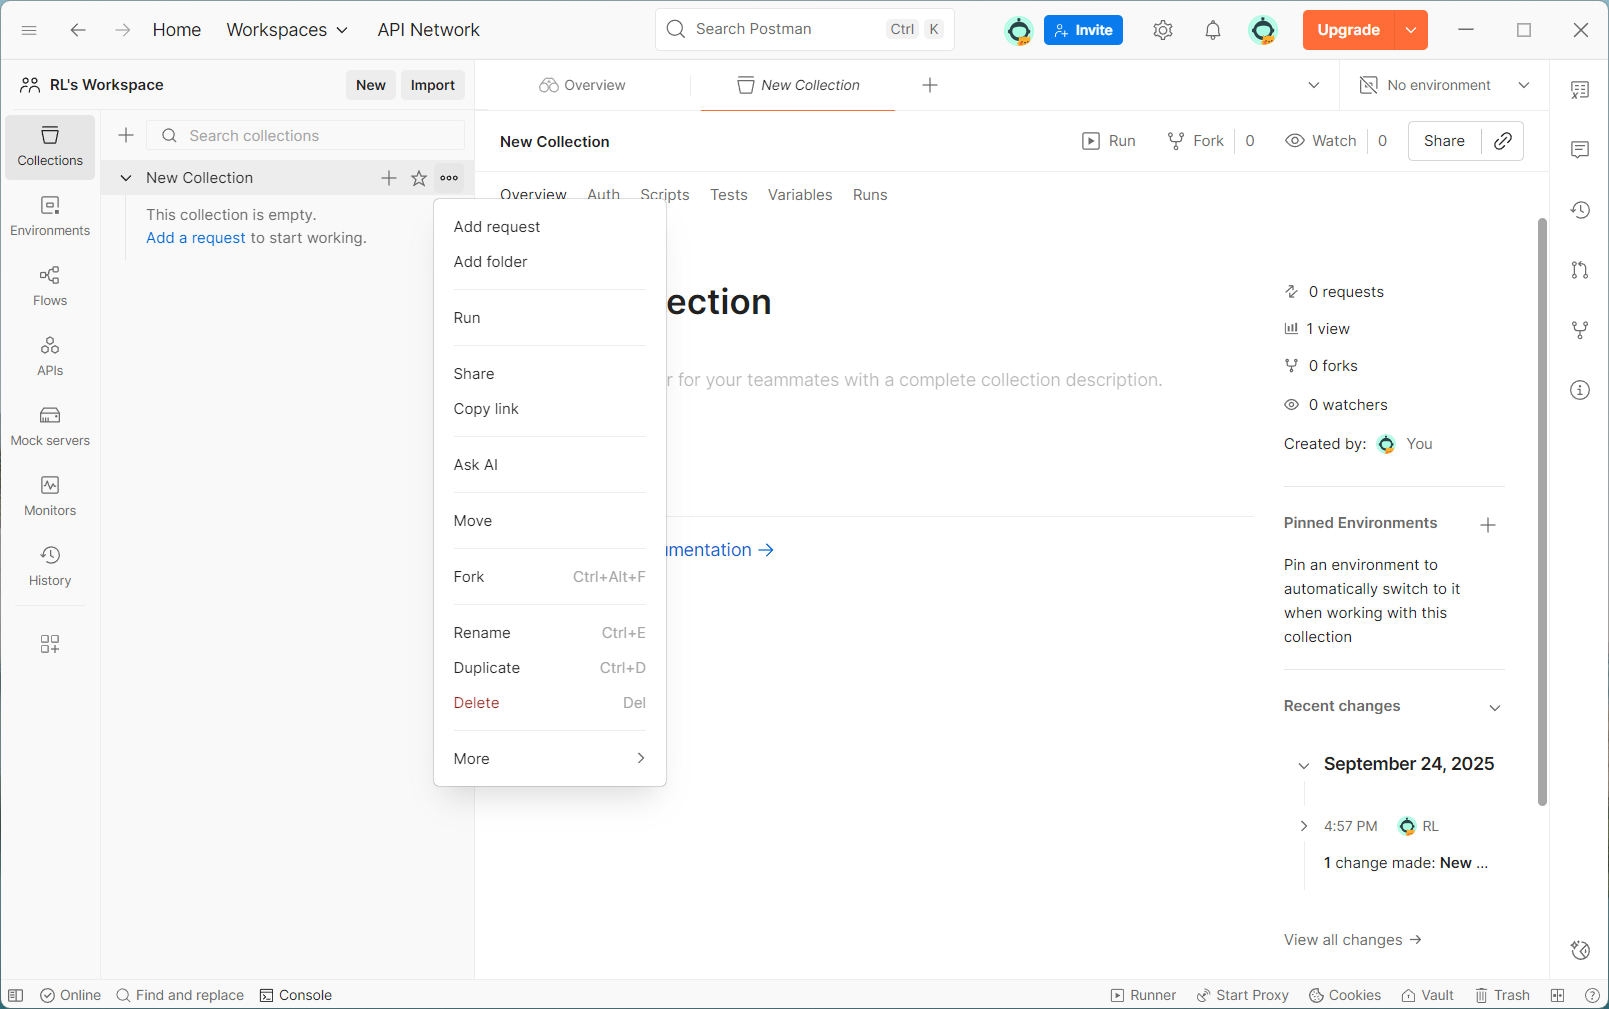 Home
Workspaces
API Network
Search Postman
Ctrl K
Invite
Upgrade
RL's Workspace
New
Import
Overview
New Collection
No environment
Collections
Environments
Flows
APIs
Mock servers
Monitors
History
Search collections
New Collection
This collection is empty.
Add a request to start working.
New Collection
Run
Fork 0
Watch 0
Share
Overview
Auth
Scripts
Tests
Variables
Runs
Add request
Add folder
Run
Share
Copy link
Ask AI
Move
Fork Ctrl+Alt+F
Rename Ctrl+E
Duplicate Ctrl+D
Delete Del
More
ection
r for your teammates with a complete collection description.
umentation →
0 requests
1 view
0 forks
0 watchers
Created by: You
Pinned Environments
Pin an environment to
automatically switch to it
when working with this
collection
Recent changes
September 24, 2025
4:57 PM RL
1 change made: New ...
View all changes →
Online
Find and replace
Console
Runner
Start Proxy
Cookies
Vault
Trash